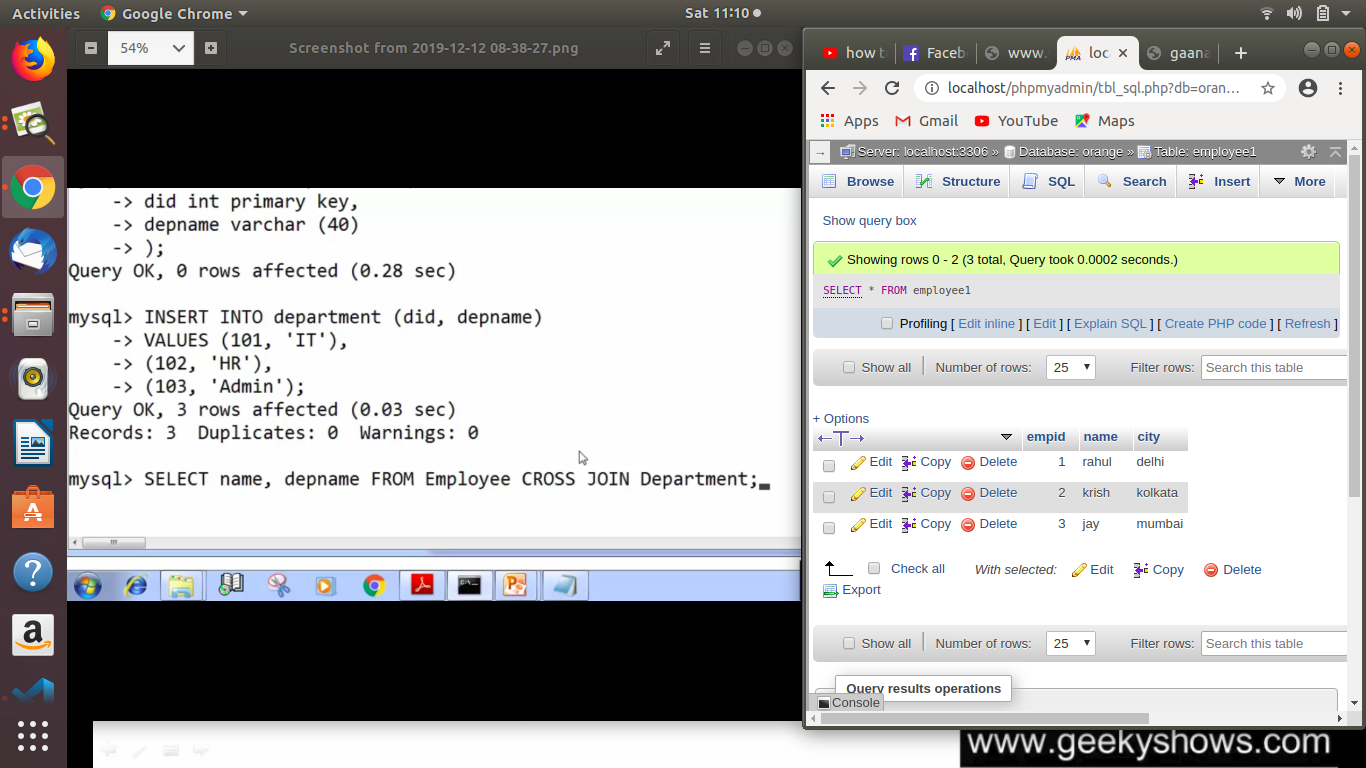 Activities Google Chrome Sat 11:10
54% Screenshot from 2019-12-12 08-38-27.png
-> did int primary key,
-> depname varchar (40)
-> );
Query OK, 0 rows affected (0.28 sec)
mysql> INSERT INTO department (did, depname)
-> VALUES (101, 'IT'),
-> (102, 'HR'),
-> (103, 'Admin');
Query OK, 3 rows affected (0.03 sec)
Records: 3 Duplicates: 0 Warnings: 0
mysql> SELECT name, depname FROM Employee CROSS JOIN Department;
how t Faceb www. loc gaana
localhost/phpmyadmin/tbl_sql.php?db=oran...
Apps Gmail YouTube Maps
Server: localhost:3306 » Database: orange » Table: employee1
Browse Structure SQL Search Insert More
Show query box
Showing rows 0 - 2 (3 total, Query took 0.0002 seconds.)
SELECT * FROM employee1
Profiling [ Edit inline ] [ Edit ] [ Explain SQL ] [ Create PHP code ] [ Refresh ]
Show all Number of rows: 25 Filter rows: Search this table
+ Options
←T→ empid name city
Edit Copy Delete 1 rahul delhi
Edit Copy Delete 2 krish kolkata
Edit Copy Delete 3 jay mumbai
Check all With selected: Edit Copy Delete
Export
Show all Number of rows: 25 Filter rows: Search this table
Query results operations
Console
www.geekyshows.com